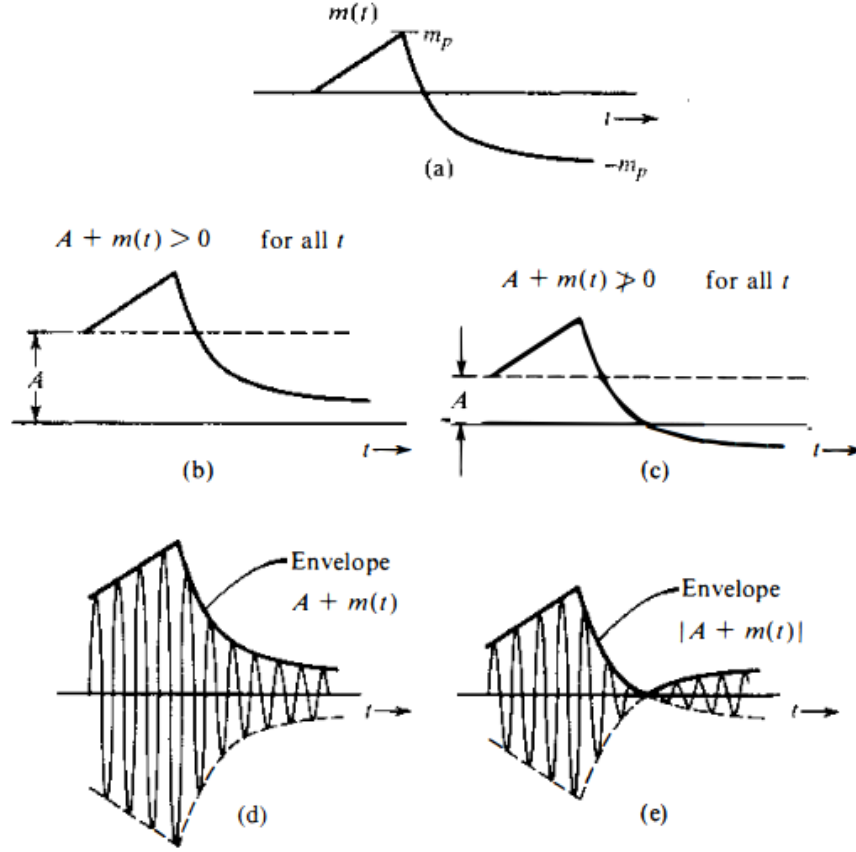 m(t)
m_p
t
-m_p
(a)
A + m(t) > 0 for all t
A
t
(b)
A + m(t) ≯ 0 for all t
A
t
(c)
Envelope
A + m(t)
t
(d)
Envelope
|A + m(t)|
t
(e)